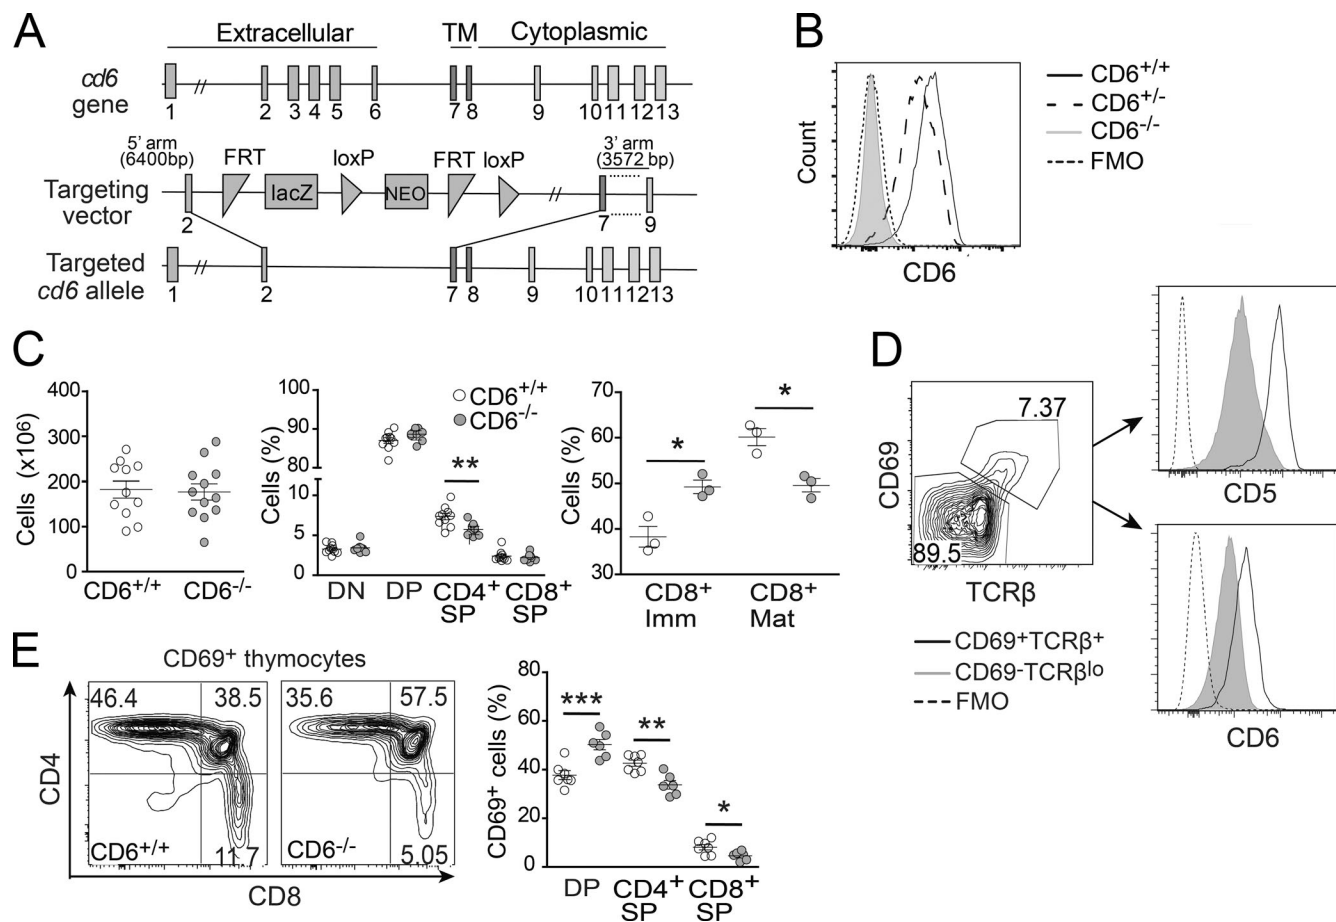 A
Extracellular TM Cytoplasmic
cd6
gene
1 // 2 3 4 5 6 7 8 9 10 11 12 13
5' arm
(6400bp)
FRT loxP FRT loxP
3' arm
(3572 bp)
Targeting
vector
lacZ NEO //
2 7 9
Targeted
cd6 allele
//
1 2 7 8 9 10 11 12 13
B
Count
CD6
CD6+/+
CD6+/-
CD6-/-
FMO
C
Cells (x10⁶)
400
300
200
100
0
CD6+/+ CD6-/-
Cells (%)
100
90
80
10
5
0
CD6+/+
CD6-/-
**
DN DP CD4+ CD8+
SP SP
Cells (%)
70
60
50
40
30
* *
CD8+ CD8+
Imm Mat
D
CD69
7.37
89.5
TCRβ
CD5
CD6
CD69+TCRβ+
CD69-TCRβlo
FMO
E
CD69+ thymocytes
CD4
46.4 38.5
CD6+/+ 11.7
35.6 57.5
CD6-/- 5.05
CD8
CD69+ cells (%)
80
60
40
20
0
*** ** *
DP CD4+ CD8+
SP SP